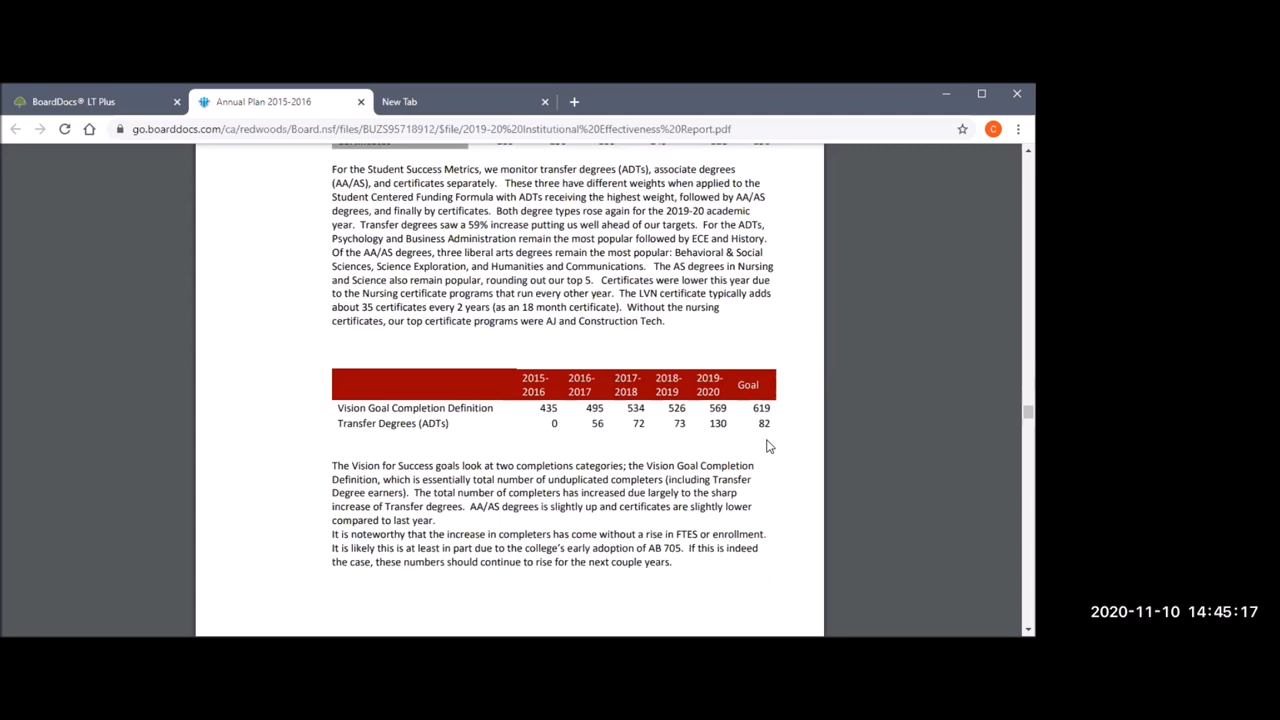 BoardDocs® LT Plus
Annual Plan 2015-2016
New Tab
go.boarddocs.com/ca/redwoods/Board.nsf/files/BUZS95718912/$file/2019-20%20Institutional%20Effectiveness%20Report.pdf
C
For the Student Success Metrics, we monitor transfer degrees (ADTs), associate degrees
(AA/AS), and certificates separately. These three have different weights when applied to the
Student Centered Funding Formula with ADTs receiving the highest weight, followed by AA/AS
degrees, and finally by certificates. Both degree types rose again for the 2019-20 academic
year. Transfer degrees saw a 59% increase putting us well ahead of our targets. For the ADTs,
Psychology and Business Administration remain the most popular followed by ECE and History.
Of the AA/AS degrees, three liberal arts degrees remain the most popular: Behavioral & Social
Sciences, Science Exploration, and Humanities and Communications. The AS degrees in Nursing
and Science also remain popular, rounding out our top 5. Certificates were lower this year due
to the Nursing certificate programs that run every other year. The LVN certificate typically adds
about 35 certificates every 2 years (as an 18 month certificate). Without the nursing
certificates, our top certificate programs were AJ and Construction Tech.
2015-2016 2016-2017 2017-2018 2018-2019 2019-2020 Goal
Vision Goal Completion Definition 435 495 534 526 569 619
Transfer Degrees (ADTs) 0 56 72 73 130 82
The Vision for Success goals look at two completions categories; the Vision Goal Completion
Definition, which is essentially total number of unduplicated completers (including Transfer
Degree earners). The total number of completers has increased due largely to the sharp
increase of Transfer degrees. AA/AS degrees is slightly up and certificates are slightly lower
compared to last year.
It is noteworthy that the increase in completers has come without a rise in FTES or enrollment.
It is likely this is at least in part due to the college's early adoption of AB 705. If this is indeed
the case, these numbers should continue to rise for the next couple years.
2020-11-10 14:45:17